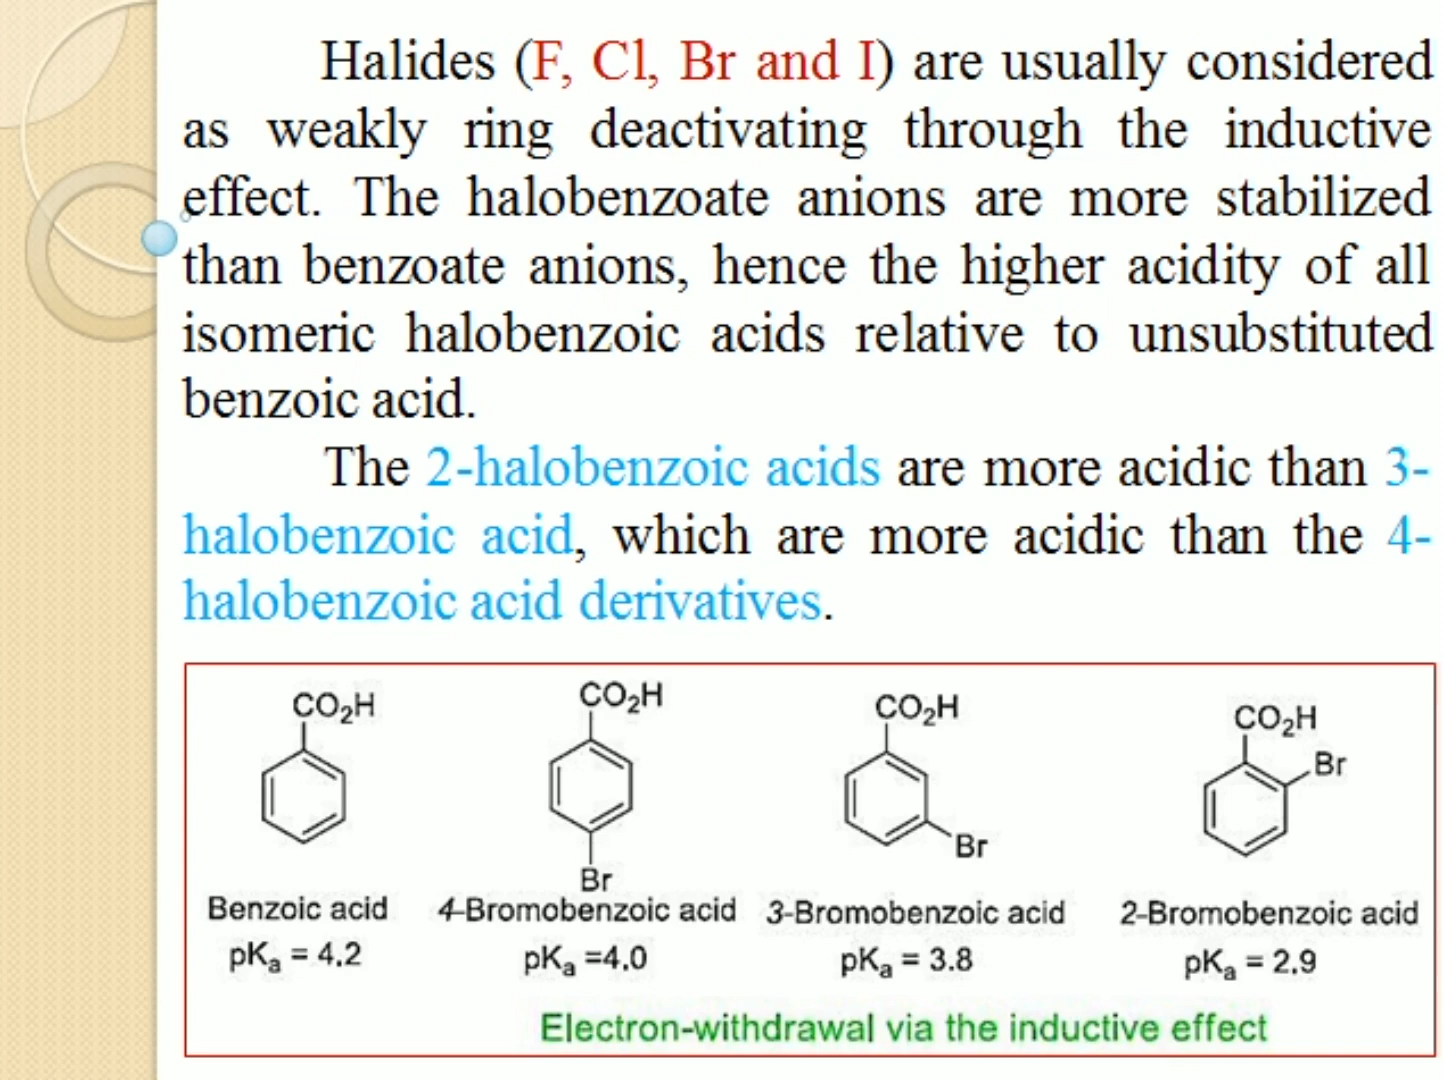 Halides (F, Cl, Br and I) are usually considered
as weakly ring deactivating through the inductive
effect. The halobenzoate anions are more stabilized
than benzoate anions, hence the higher acidity of all
isomeric halobenzoic acids relative to unsubstituted
benzoic acid.
The 2-halobenzoic acids are more acidic than 3-
halobenzoic acid, which are more acidic than the 4-
halobenzoic acid derivatives.
CO₂H CO₂H CO₂H CO₂H
Br
Br
Br
Benzoic acid 4-Bromobenzoic acid 3-Bromobenzoic acid 2-Bromobenzoic acid
pKₐ = 4.2 pKₐ =4.0 pKₐ = 3.8 pKₐ = 2.9
Electron-withdrawal via the inductive effect